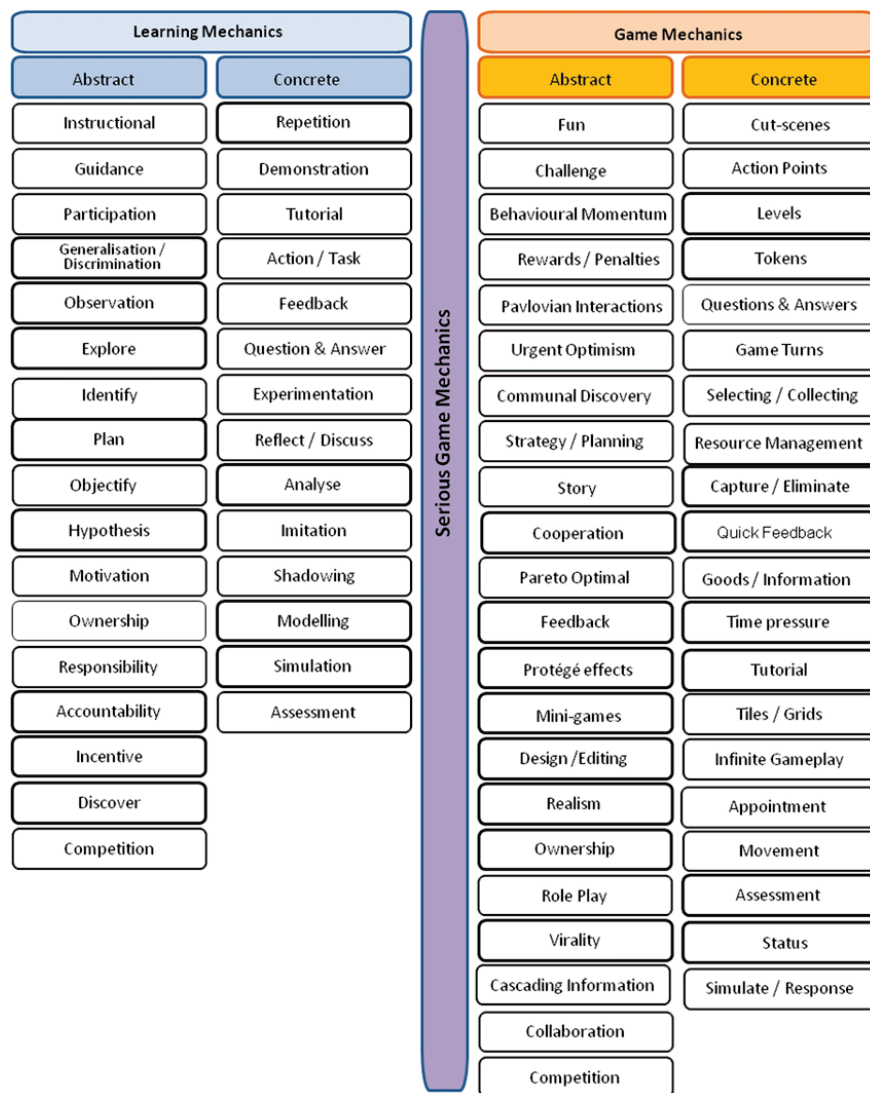 Learning Mechanics
Abstract
Instructional
Guidance
Participation
Generalisation /
Discrimination
Observation
Explore
Identify
Plan
Objectify
Hypothesis
Motivation
Ownership
Responsibility
Accountability
Incentive
Discover
Competition
Concrete
Repetition
Demonstration
Tutorial
Action / Task
Feedback
Question & Answer
Experimentation
Reflect / Discuss
Analyse
Imitation
Shadowing
Modelling
Simulation
Assessment
Serious Game Mechanics
Game Mechanics
Abstract
Fun
Challenge
Behavioural Momentum
Rewards / Penalties
Pavlovian Interactions
Urgent Optimism
Communal Discovery
Strategy / Planning
Story
Cooperation
Pareto Optimal
Feedback
Protégé effects
Mini-games
Design /Editing
Realism
Ownership
Role Play
Virality
Cascading Information
Collaboration
Competition
Concrete
Cut-scenes
Action Points
Levels
Tokens
Questions & Answers
Game Turns
Selecting / Collecting
Resource Management
Capture / Eliminate
Quick Feedback
Goods / Information
Time pressure
Tutorial
Tiles / Grids
Infinite Gameplay
Appointment
Movement
Assessment
Status
Simulate / Response